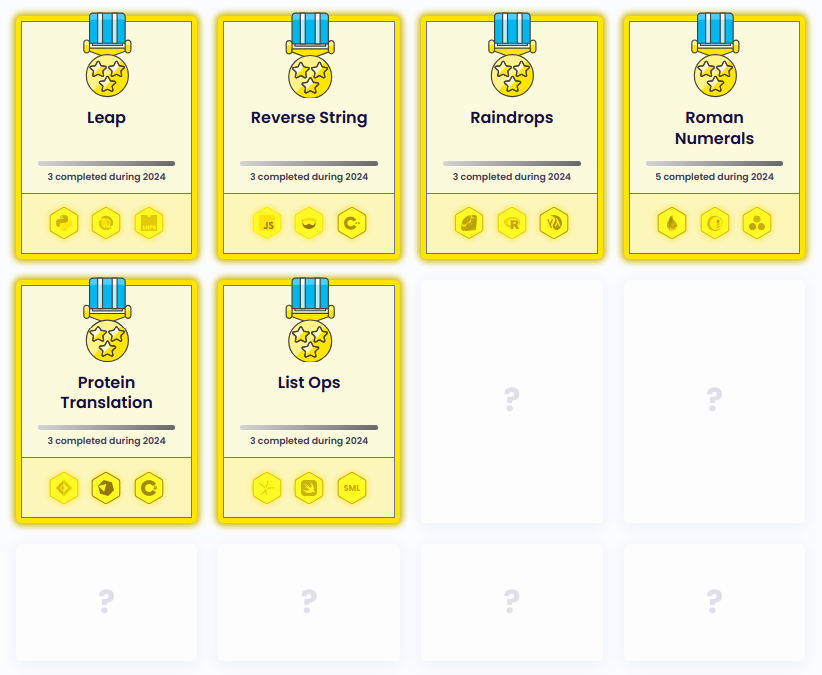 Leap
3 completed during 2024
Reverse String
3 completed during 2024
JS
Raindrops
3 completed during 2024
R
Roman
Numerals
5 completed during 2024
Protein
Translation
3 completed during 2024
List Ops
3 completed during 2024
SML
?
?
?
?
?
?